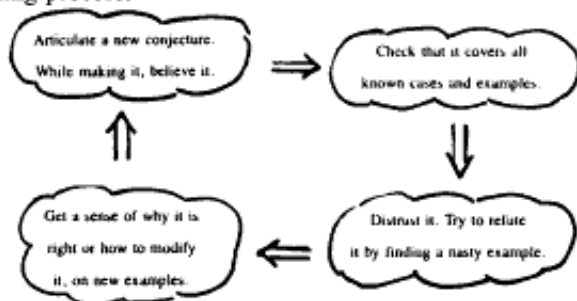 Articulate a new conjecture.
While making it, believe it.
Check that it covers all
known cases and examples.
Distrust it. Try to refute
it by finding a nasty example.
Get a sense of why it is
right or how to modify
it, on new examples.